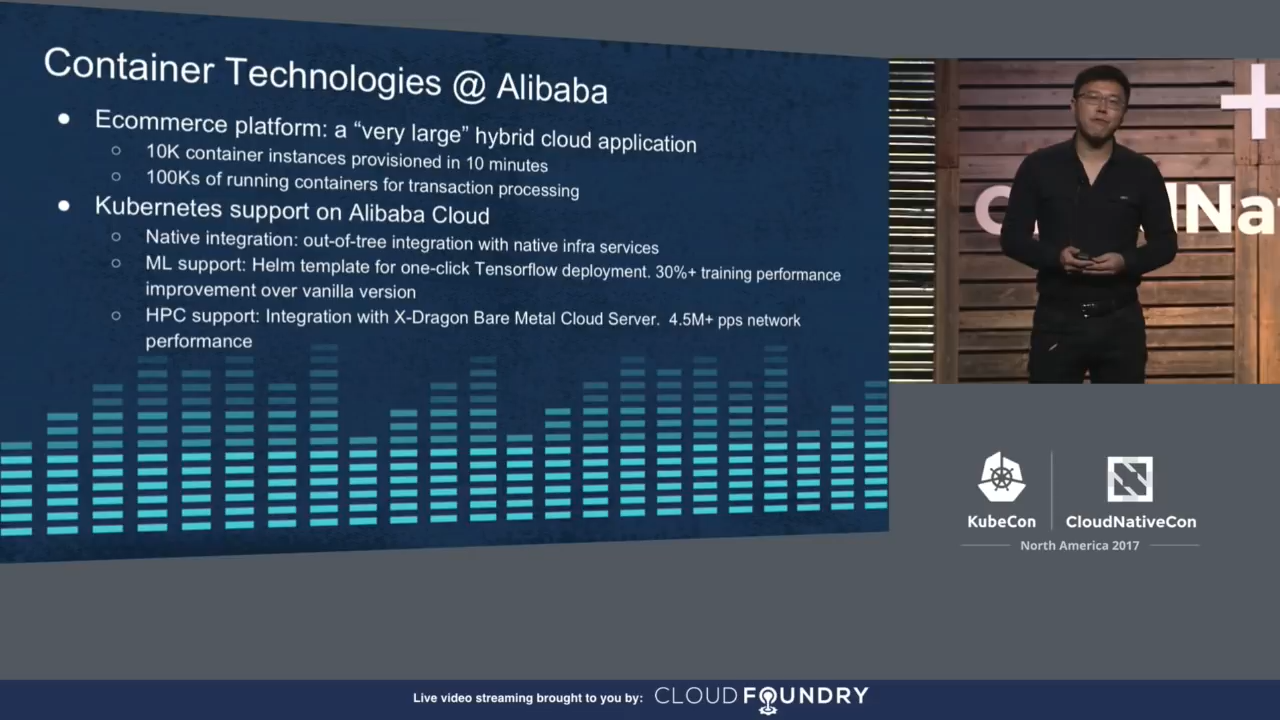 Container Technologies @ Alibaba
● Ecommerce platform: a “very large” hybrid cloud application
○ 10K container instances provisioned in 10 minutes
○ 100Ks of running containers for transaction processing
● Kubernetes support on Alibaba Cloud
○ Native integration: out-of-tree integration with native infra services
○ ML support: Helm template for one-click Tensorflow deployment. 30%+ training performance
improvement over vanilla version
○ HPC support: Integration with X-Dragon Bare Metal Cloud Server. 4.5M+ pps network
performance
+
KubeCon
CloudNativeCon
North America 2017
Live video streaming brought to you by: CLOUD FOUNDRY